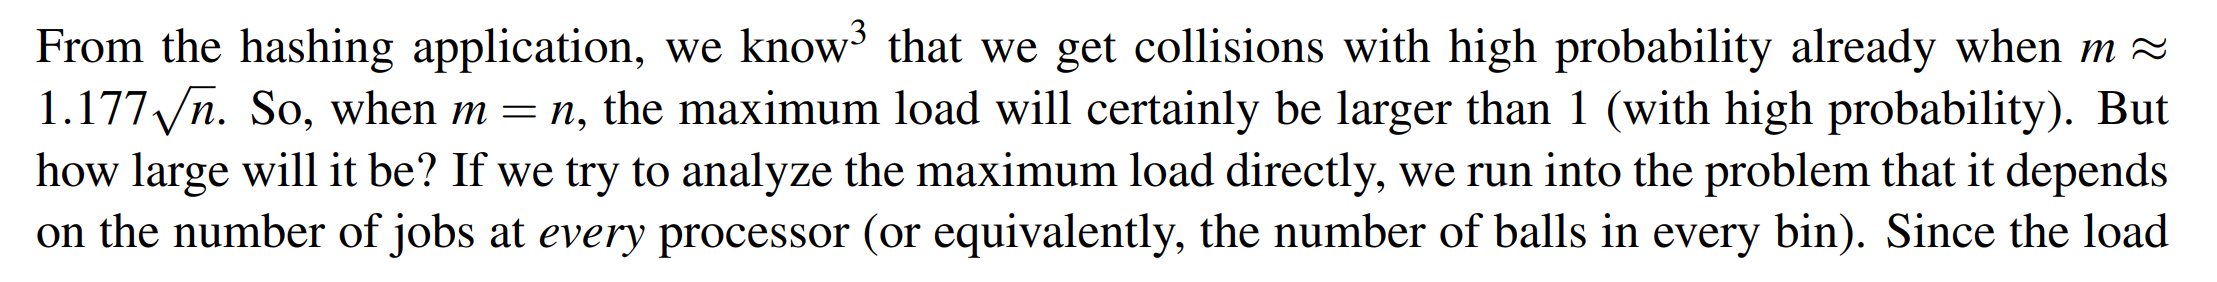 From the hashing application, we know³ that we get collisions with high probability already when m ≈
1.177√n. So, when m = n, the maximum load will certainly be larger than 1 (with high probability). But
how large will it be? If we try to analyze the maximum load directly, we run into the problem that it depends
on the number of jobs at every processor (or equivalently, the number of balls in every bin). Since the load